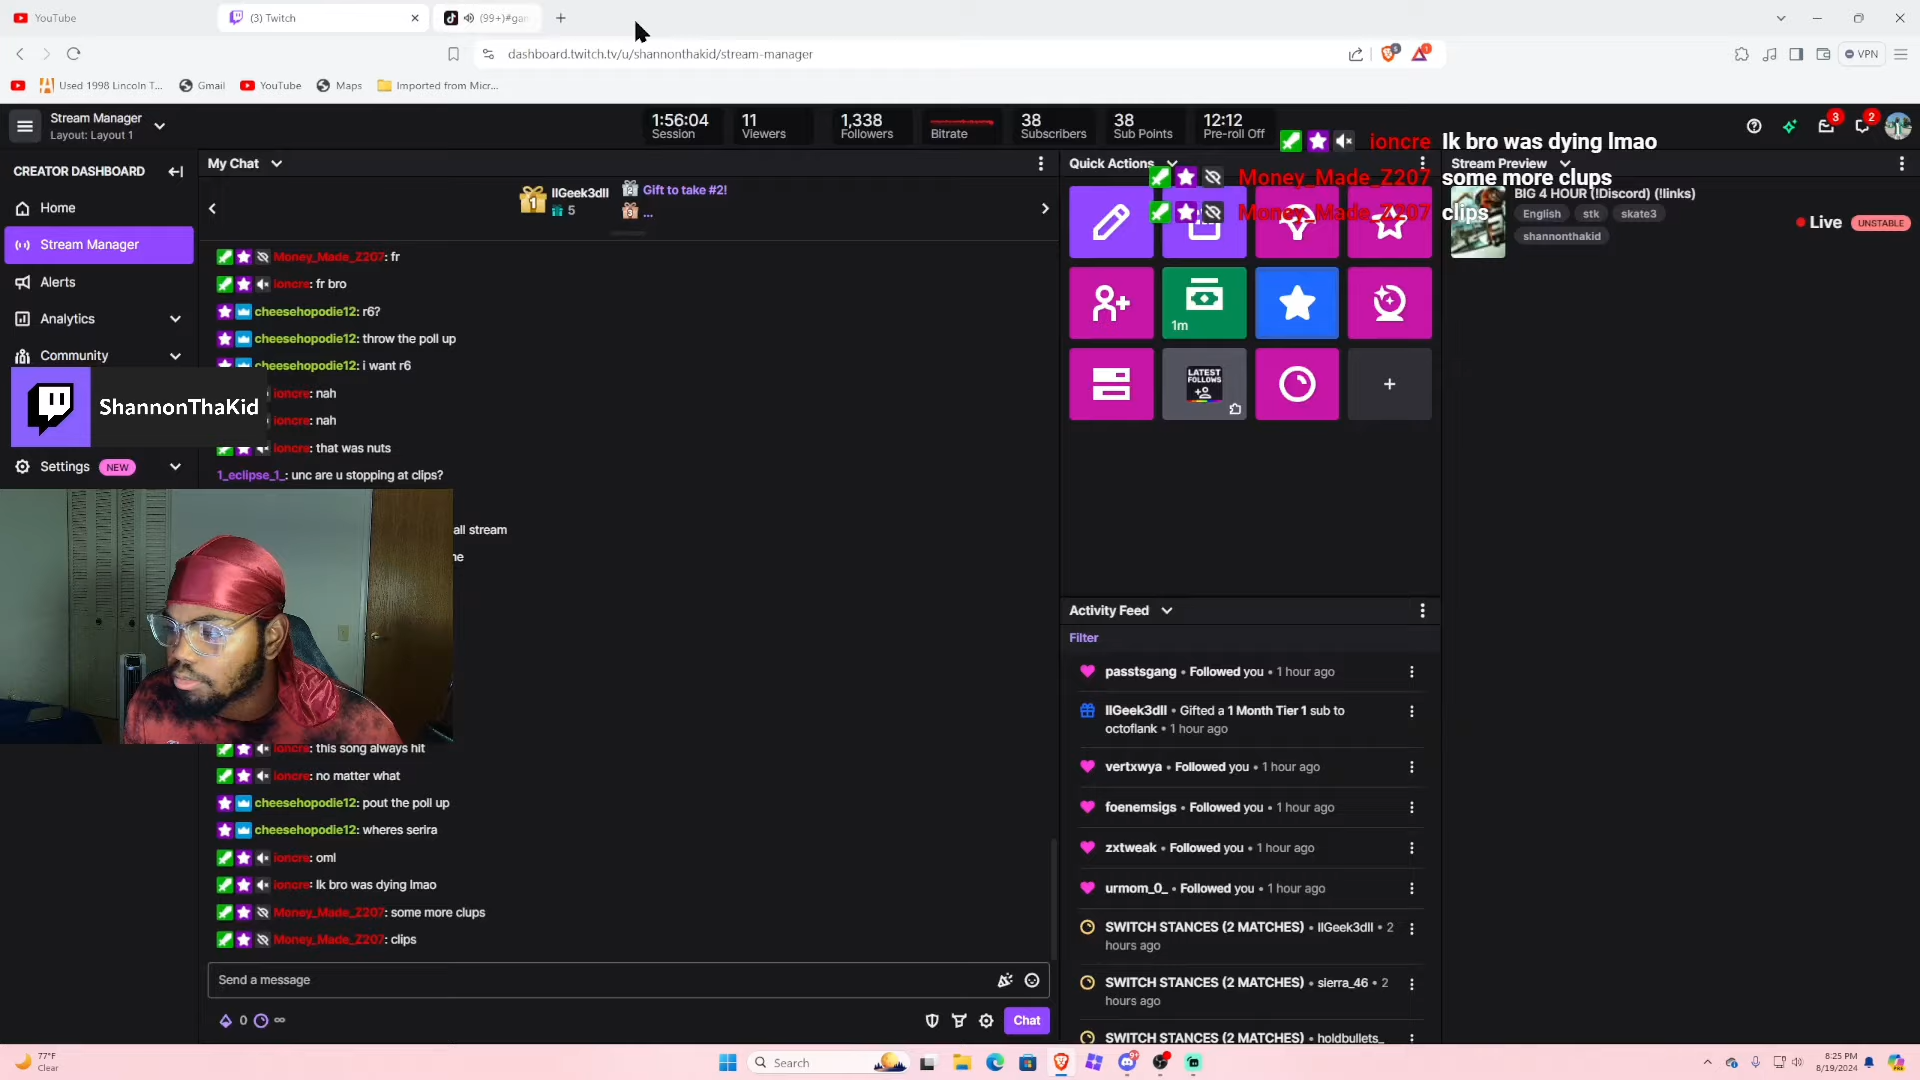 YouTube
(3) Twitch
(99+)#gan
dashboard.twitch.tv/u/shannonthakid/stream-manager
VPN
Used 1998 Lincoln T...
Gmail
YouTube
Maps
Imported from Micr...
Stream Manager
Layout: Layout 1
1:56:04
Session
11
Viewers
1,338
Followers
Bitrate
38
Subscribers
38
Sub Points
12:12
Pre-roll Off
3
2
ioncre lk bro was dying lmao
Money_Made_Z207 some more clups
Money_Made_Z207 clips
CREATOR DASHBOARD
Home
Stream Manager
Alerts
Analytics
Community
ShannonThaKid
Settings NEW
My Chat
1 llGeek3dll
5
Gift to take #2!
...
Money_Made_Z207: fr
ioncre: fr bro
cheesehopodie12: r6?
cheesehopodie12: throw the poll up
cheesehopodie12: i want r6
ioncre: nah
ioncre: nah
ioncre: that was nuts
1_eclipse_1_: unc are u stopping at clips?
all stream
ne
ioncre: this song always hit
ioncre: no matter what
cheesehopodie12: pout the poll up
cheesehopodie12: wheres serira
ioncre: oml
ioncre: lk bro was dying lmao
Money_Made_Z207: some more clups
Money_Made_Z207: clips
Send a message
0 ∞
Chat
Quick Actions
1m
LATEST
FOLLOWS
+
Stream Preview
BIG 4 HOUR (!Discord) (!links)
English stk skate3
shannonthakid
Live UNSTABLE
Activity Feed
Filter
passtsgang • Followed you • 1 hour ago
llGeek3dll • Gifted a 1 Month Tier 1 sub to
octoflank • 1 hour ago
vertxwya • Followed you • 1 hour ago
foenemsigs • Followed you • 1 hour ago
zxtweak • Followed you • 1 hour ago
urmom_0_ • Followed you • 1 hour ago
SWITCH STANCES (2 MATCHES) • llGeek3dll • 2
hours ago
SWITCH STANCES (2 MATCHES) • sierra_46 • 2
hours ago
SWITCH STANCES (2 MATCHES) • holdbullets_
77°F
Clear
Search
8:25 PM
8/19/2024